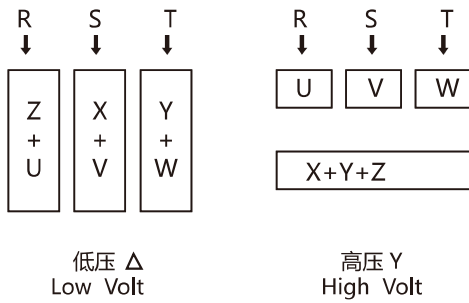 R S T
Z + U
X + V
Y + W
低压 Δ
Low Volt
R S T
U V W
X+Y+Z
高压 Y
High Volt